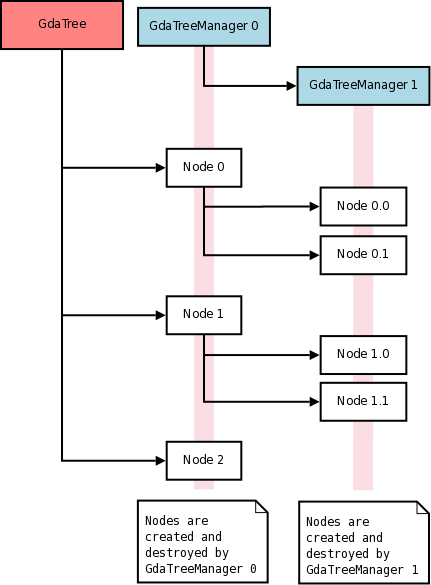 GdaTree
GdaTreeManager 0
GdaTreeManager 1
Node 0
Node 0.0
Node 0.1
Node 1
Node 1.0
Node 1.1
Node 2
Nodes are
created and
destroyed by
GdaTreeManager 0
Nodes are
created and
destroyed by
GdaTreeManager 1